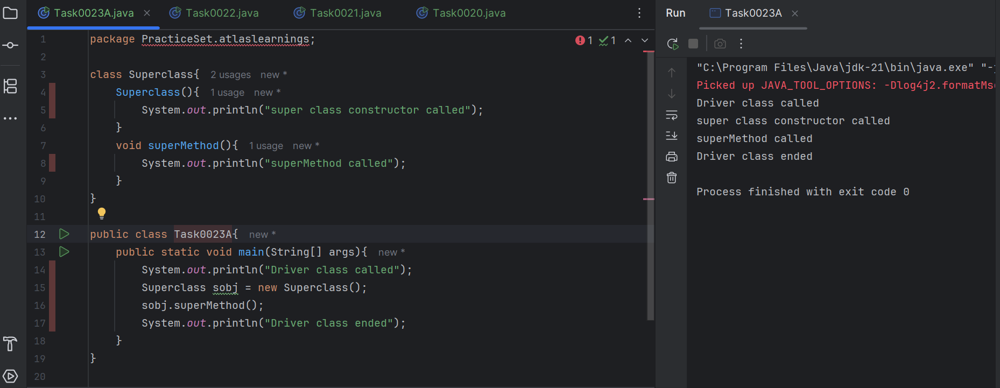 Task0023A.java
Task0022.java
Task0021.java
Task0020.java
1 package PracticeSet.atlaslearnings;
1 1
2
3 class Superclass{ 2 usages new *
4     Superclass(){ 1 usage new *
5         System.out.println("super class constructor called");
6     }
7     void superMethod(){ 1 usage new *
8         System.out.println("superMethod called");
9     }
10 }
11
12 public class Task0023A{ new *
13     public static void main(String[] args){ new *
14         System.out.println("Driver class called");
15         Superclass sobj = new Superclass();
16         sobj.superMethod();
17         System.out.println("Driver class ended");
18     }
19 }
20
Run
Task0023A
"C:\Program Files\Java\jdk-21\bin\java.exe"
Picked up JAVA_TOOL_OPTIONS:
Driver class called
super class constructor called
superMethod called
Driver class ended
Process finished with exit code 0